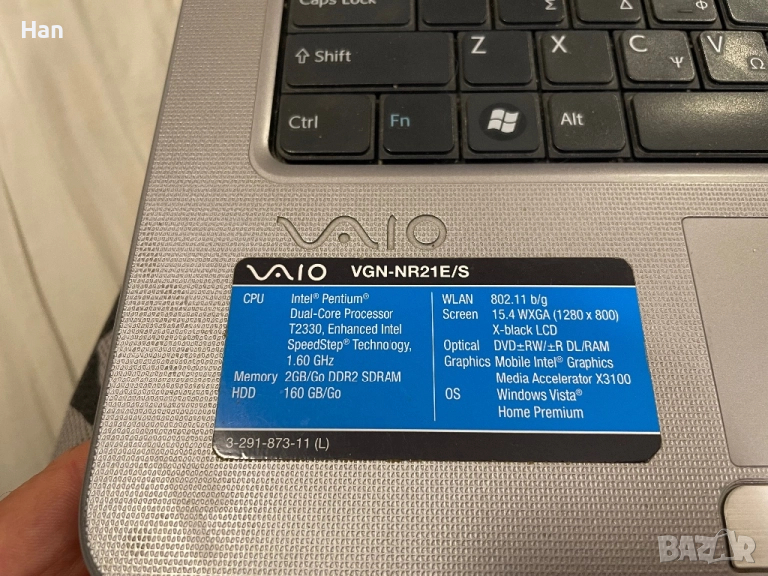 Han
Caps Lock Σ Δ Φ
⇧ Shift Z X C Ψ V Ω
Ctrl Fn Alt
VAIO
VAIO VGN-NR21E/S
CPU Intel® Pentium®
Dual-Core Processor
T2330, Enhanced Intel
SpeedStep® Technology,
1.60 GHz
Memory 2GB/Go DDR2 SDRAM
HDD 160 GB/Go
WLAN 802.11 b/g
Screen 15.4 WXGA (1280 x 800)
X-black LCD
Optical DVD±RW/±R DL/RAM
Graphics Mobile Intel® Graphics
Media Accelerator X3100
OS Windows Vista®
Home Premium
3-291-873-11 (L)
BAZAR